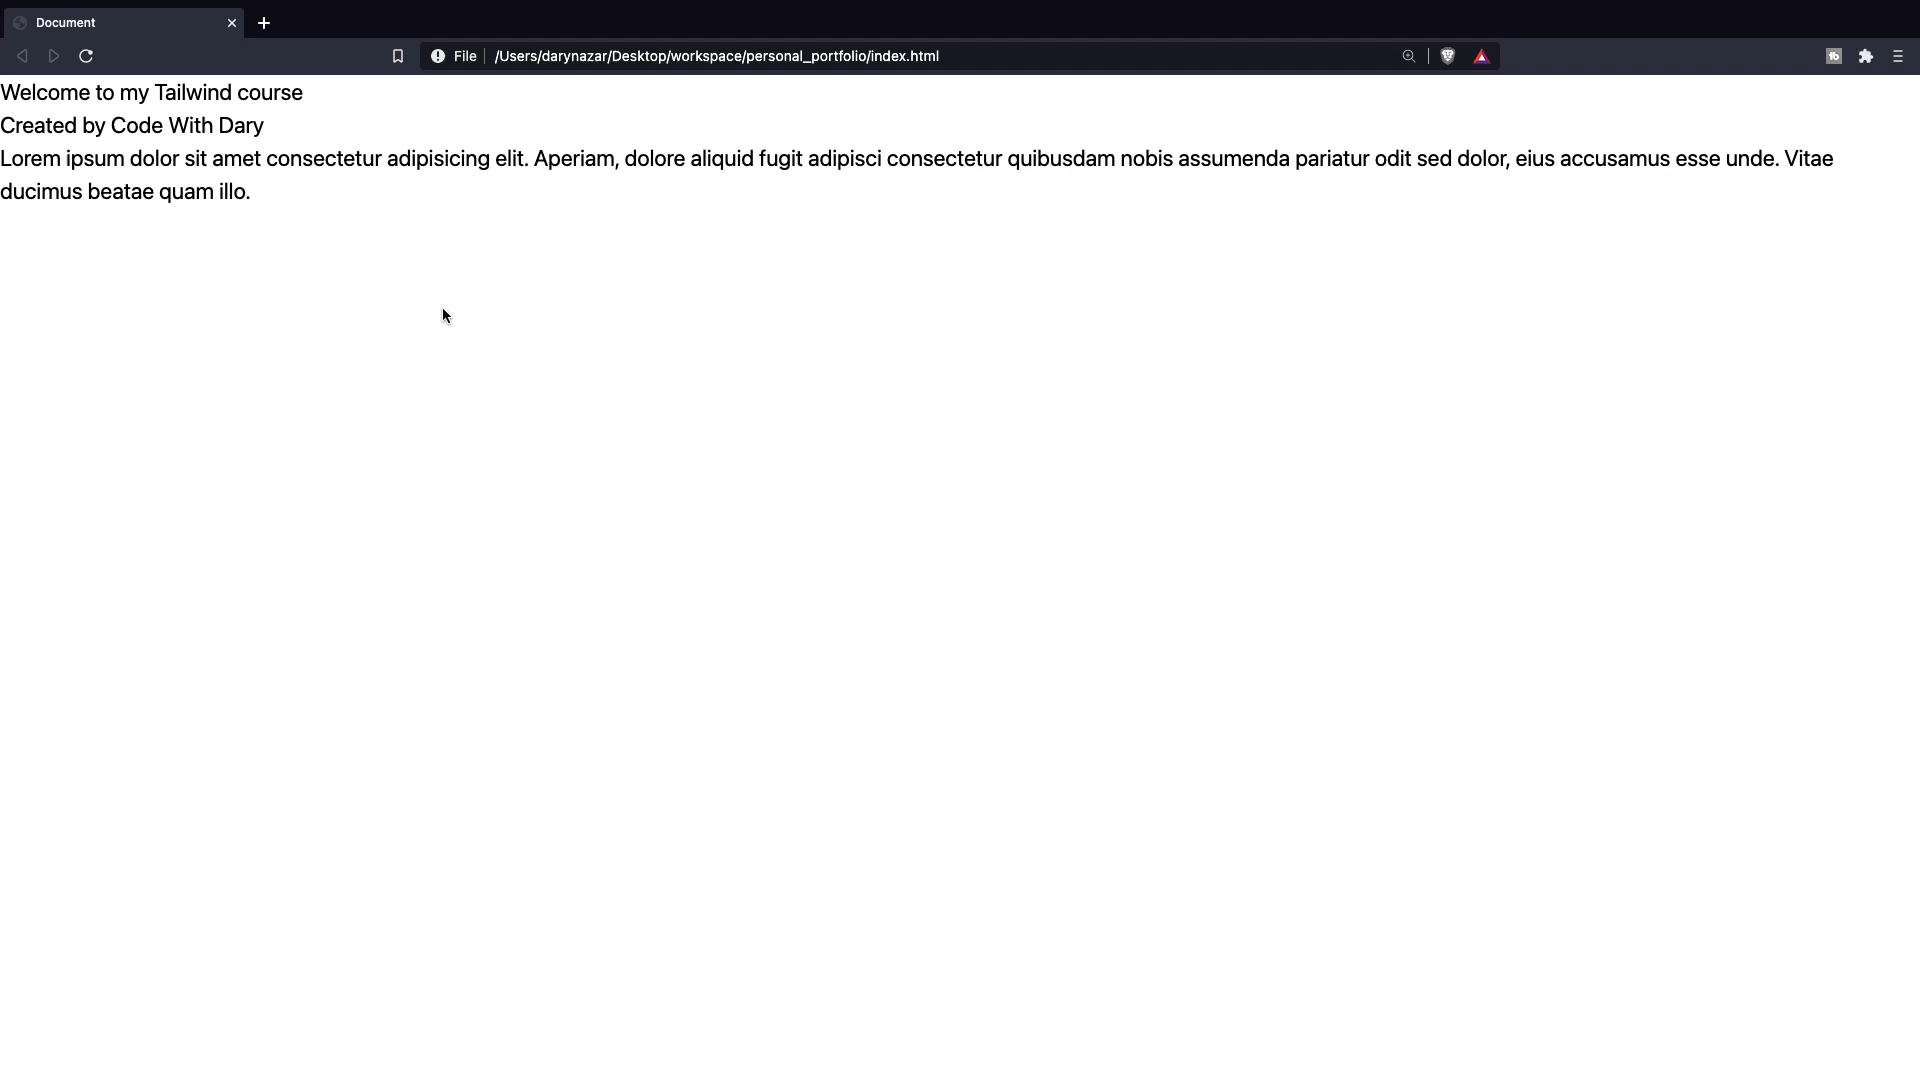 Document
File
/Users/darynazar/Desktop/workspace/personal_portfolio/index.html
Welcome to my Tailwind course
Created by Code With Dary
Lorem ipsum dolor sit amet consectetur adipisicing elit. Aperiam, dolore aliquid fugit adipisci consectetur quibusdam nobis assumenda pariatur odit sed dolor, eius accusamus esse unde. Vitae
ducimus beatae quam illo.